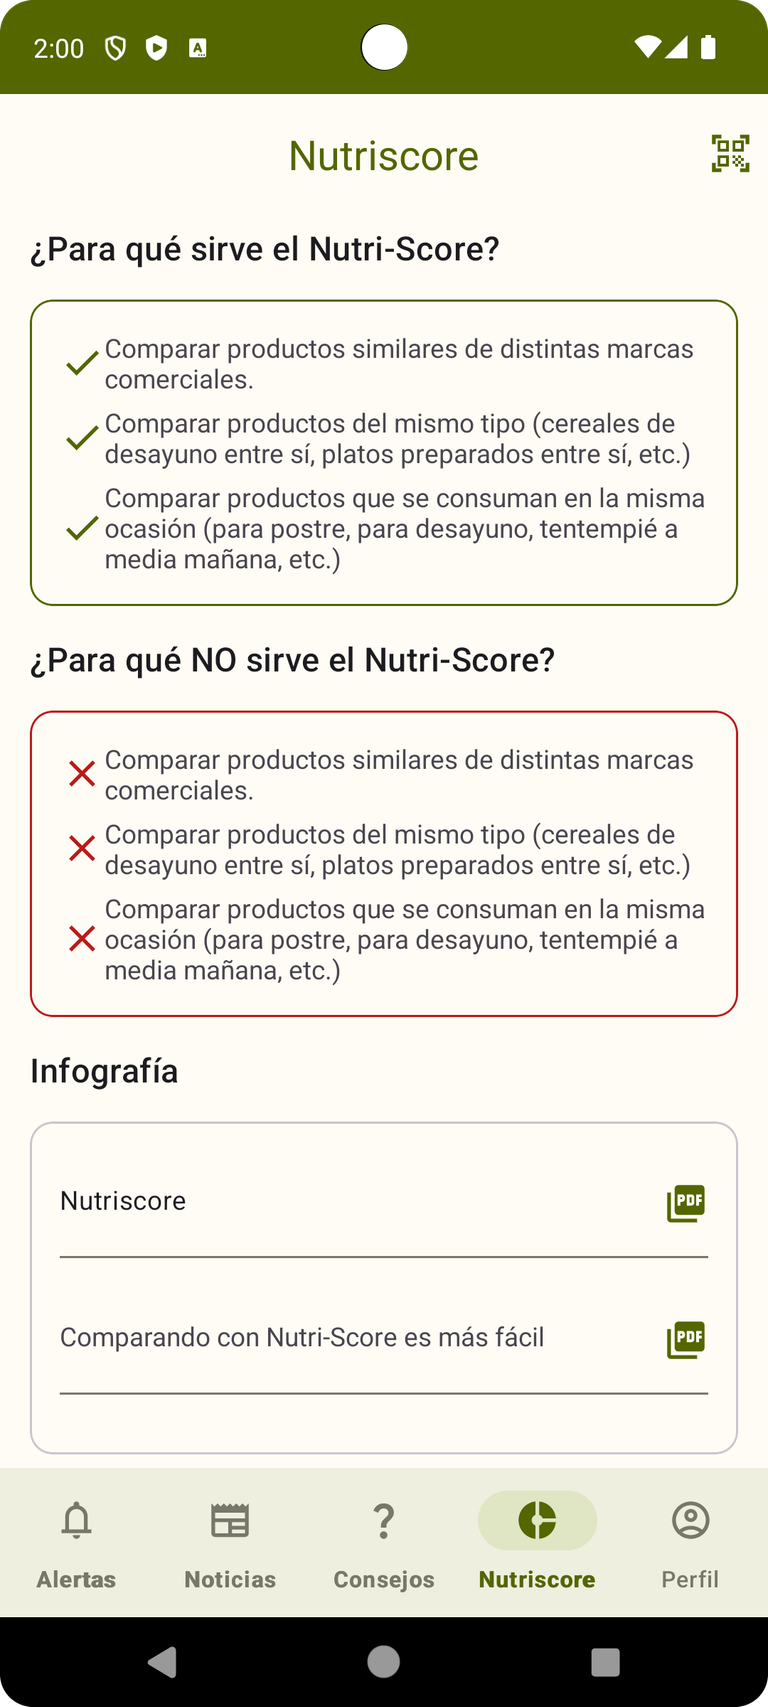 2:00
Nutriscore
¿Para qué sirve el Nutri-Score?
Comparar productos similares de distintas marcas
comerciales.
Comparar productos del mismo tipo (cereales de
desayuno entre sí, platos preparados entre sí, etc.)
Comparar productos que se consuman en la misma
ocasión (para postre, para desayuno, tentempié a
media mañana, etc.)
¿Para qué NO sirve el Nutri-Score?
Comparar productos similares de distintas marcas
comerciales.
Comparar productos del mismo tipo (cereales de
desayuno entre sí, platos preparados entre sí, etc.)
Comparar productos que se consuman en la misma
ocasión (para postre, para desayuno, tentempié a
media mañana, etc.)
Infografía
Nutriscore
PDF
Comparando con Nutri-Score es más fácil
PDF
Alertas
Noticias
Consejos
Nutriscore
Perfil